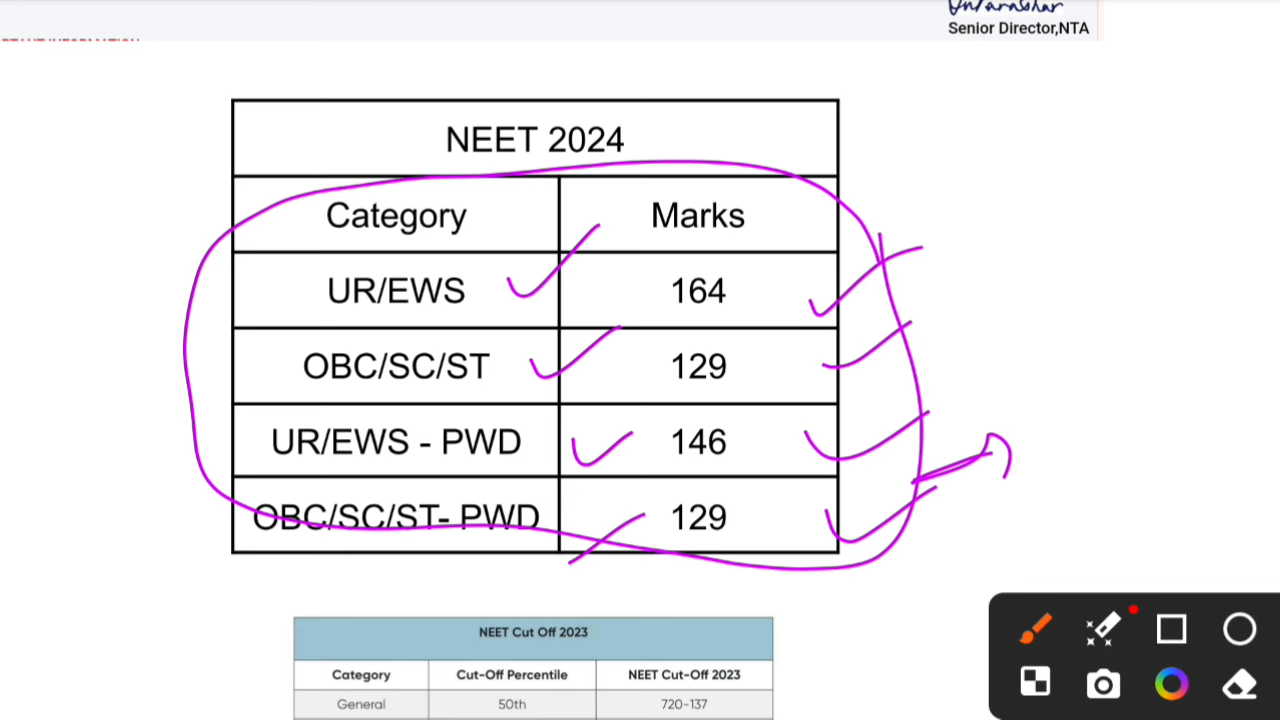 Senior Director,NTA
NEET 2024
Category Marks
UR/EWS 164
OBC/SC/ST 129
UR/EWS - PWD 146
OBC/SC/ST- PWD 129
NEET Cut Off 2023
Category Cut-Off Percentile NEET Cut-Off 2023
General 50th 720-137